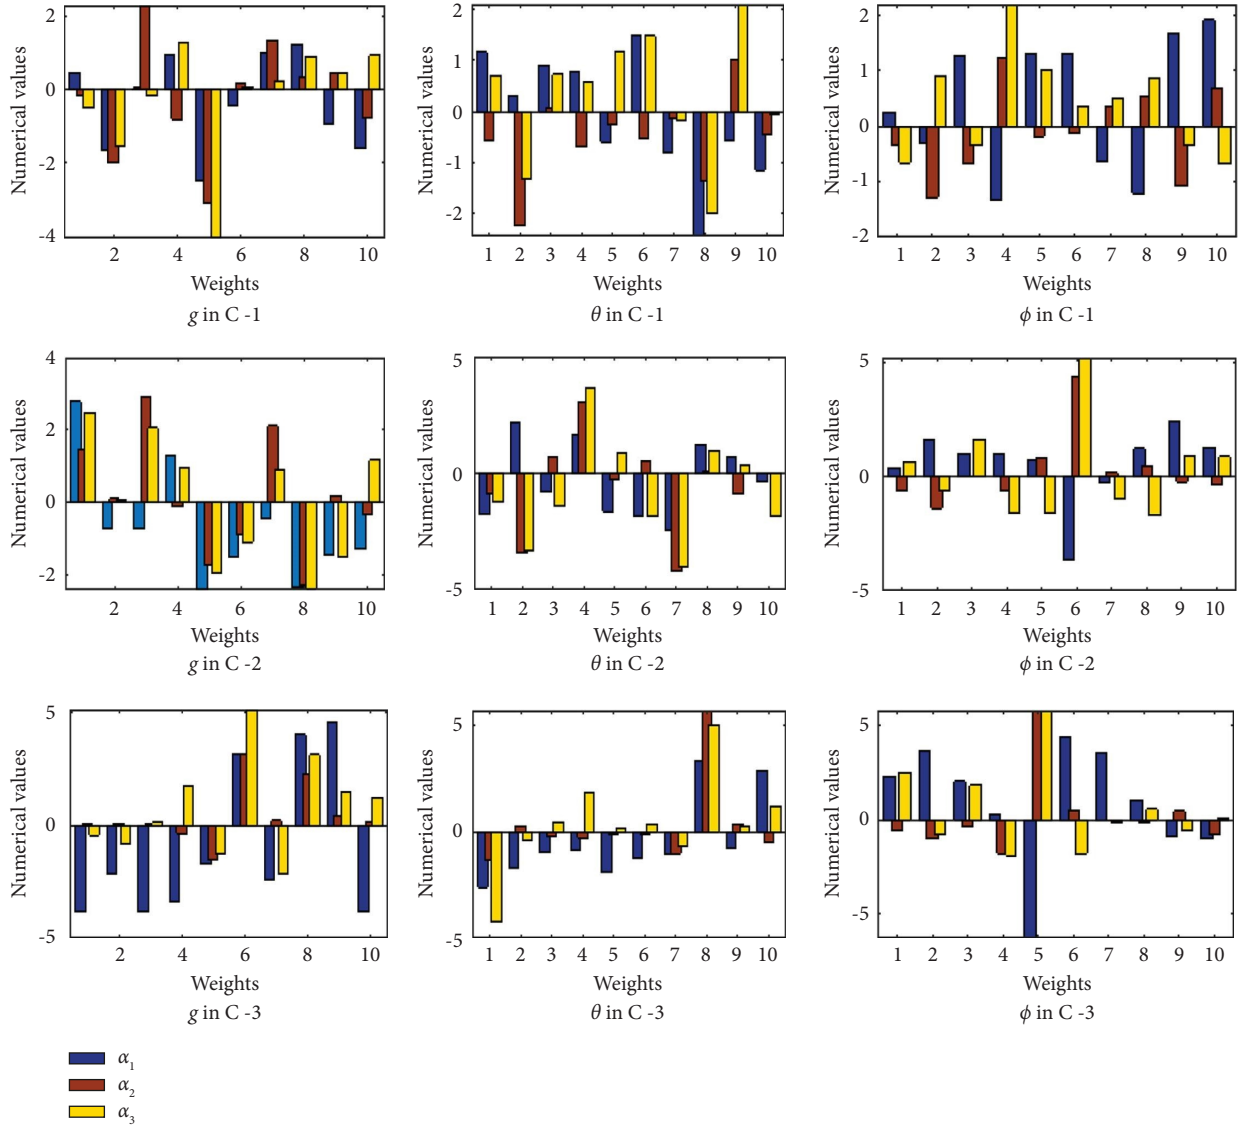 Numerical values
2
0
-2
-4
2 4 6 8 10
Weights
g in C -1
Numerical values
2
1
0
-1
-2
1 2 3 4 5 6 7 8 9 10
Weights
θ in C -1
Numerical values
2
1
0
-1
-2
1 2 3 4 5 6 7 8 9 10
Weights
ϕ in C -1
Numerical values
4
2
0
-2
2 4 6 8 10
Weights
g in C -2
Numerical values
5
0
-5
1 2 3 4 5 6 7 8 9 10
Weights
θ in C -2
Numerical values
5
0
-5
1 2 3 4 5 6 7 8 9 10
Weights
ϕ in C -2
Numerical values
5
0
-5
2 4 6 8 10
Weights
g in C -3
Numerical values
5
0
-5
1 2 3 4 5 6 7 8 9 10
Weights
θ in C -3
Numerical values
5
0
-5
1 2 3 4 5 6 7 8 9 10
Weights
ϕ in C -3
α₁
α₂
α₃